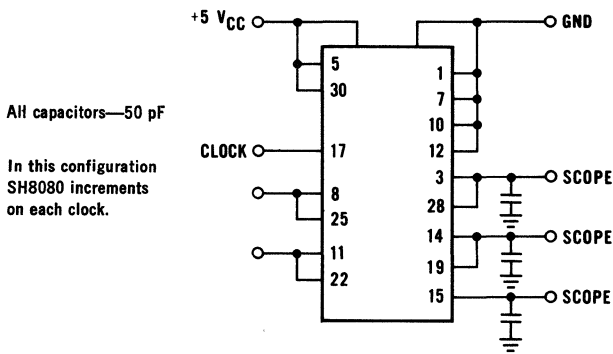 +5 VCC
GND
5
30
1
7
10
12
All capacitors—50 pF
In this configuration
SH8080 increments
on each clock.
CLOCK
17
8
25
11
22
3
28
14
19
15
SCOPE
SCOPE
SCOPE